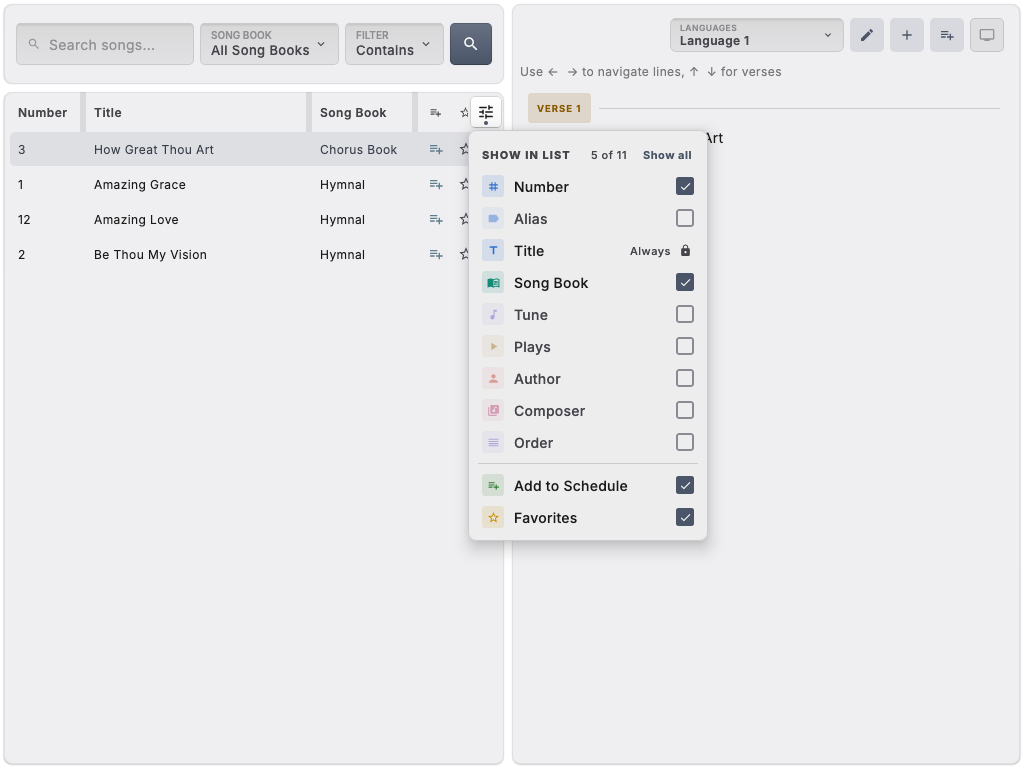 Search songs...
SONG BOOK
All Song Books
FILTER
Contains
LANGUAGES
Language 1
Use ← → to navigate lines, ↑ ↓ for verses
Number Title Song Book
3 How Great Thou Art Chorus Book
1 Amazing Grace Hymnal
12 Amazing Love Hymnal
2 Be Thou My Vision Hymnal
VERSE 1
Art
SHOW IN LIST 5 of 11 Show all
Number
Alias
T Title Always
Song Book
Tune
Plays
Author
Composer
Order
Add to Schedule
Favorites